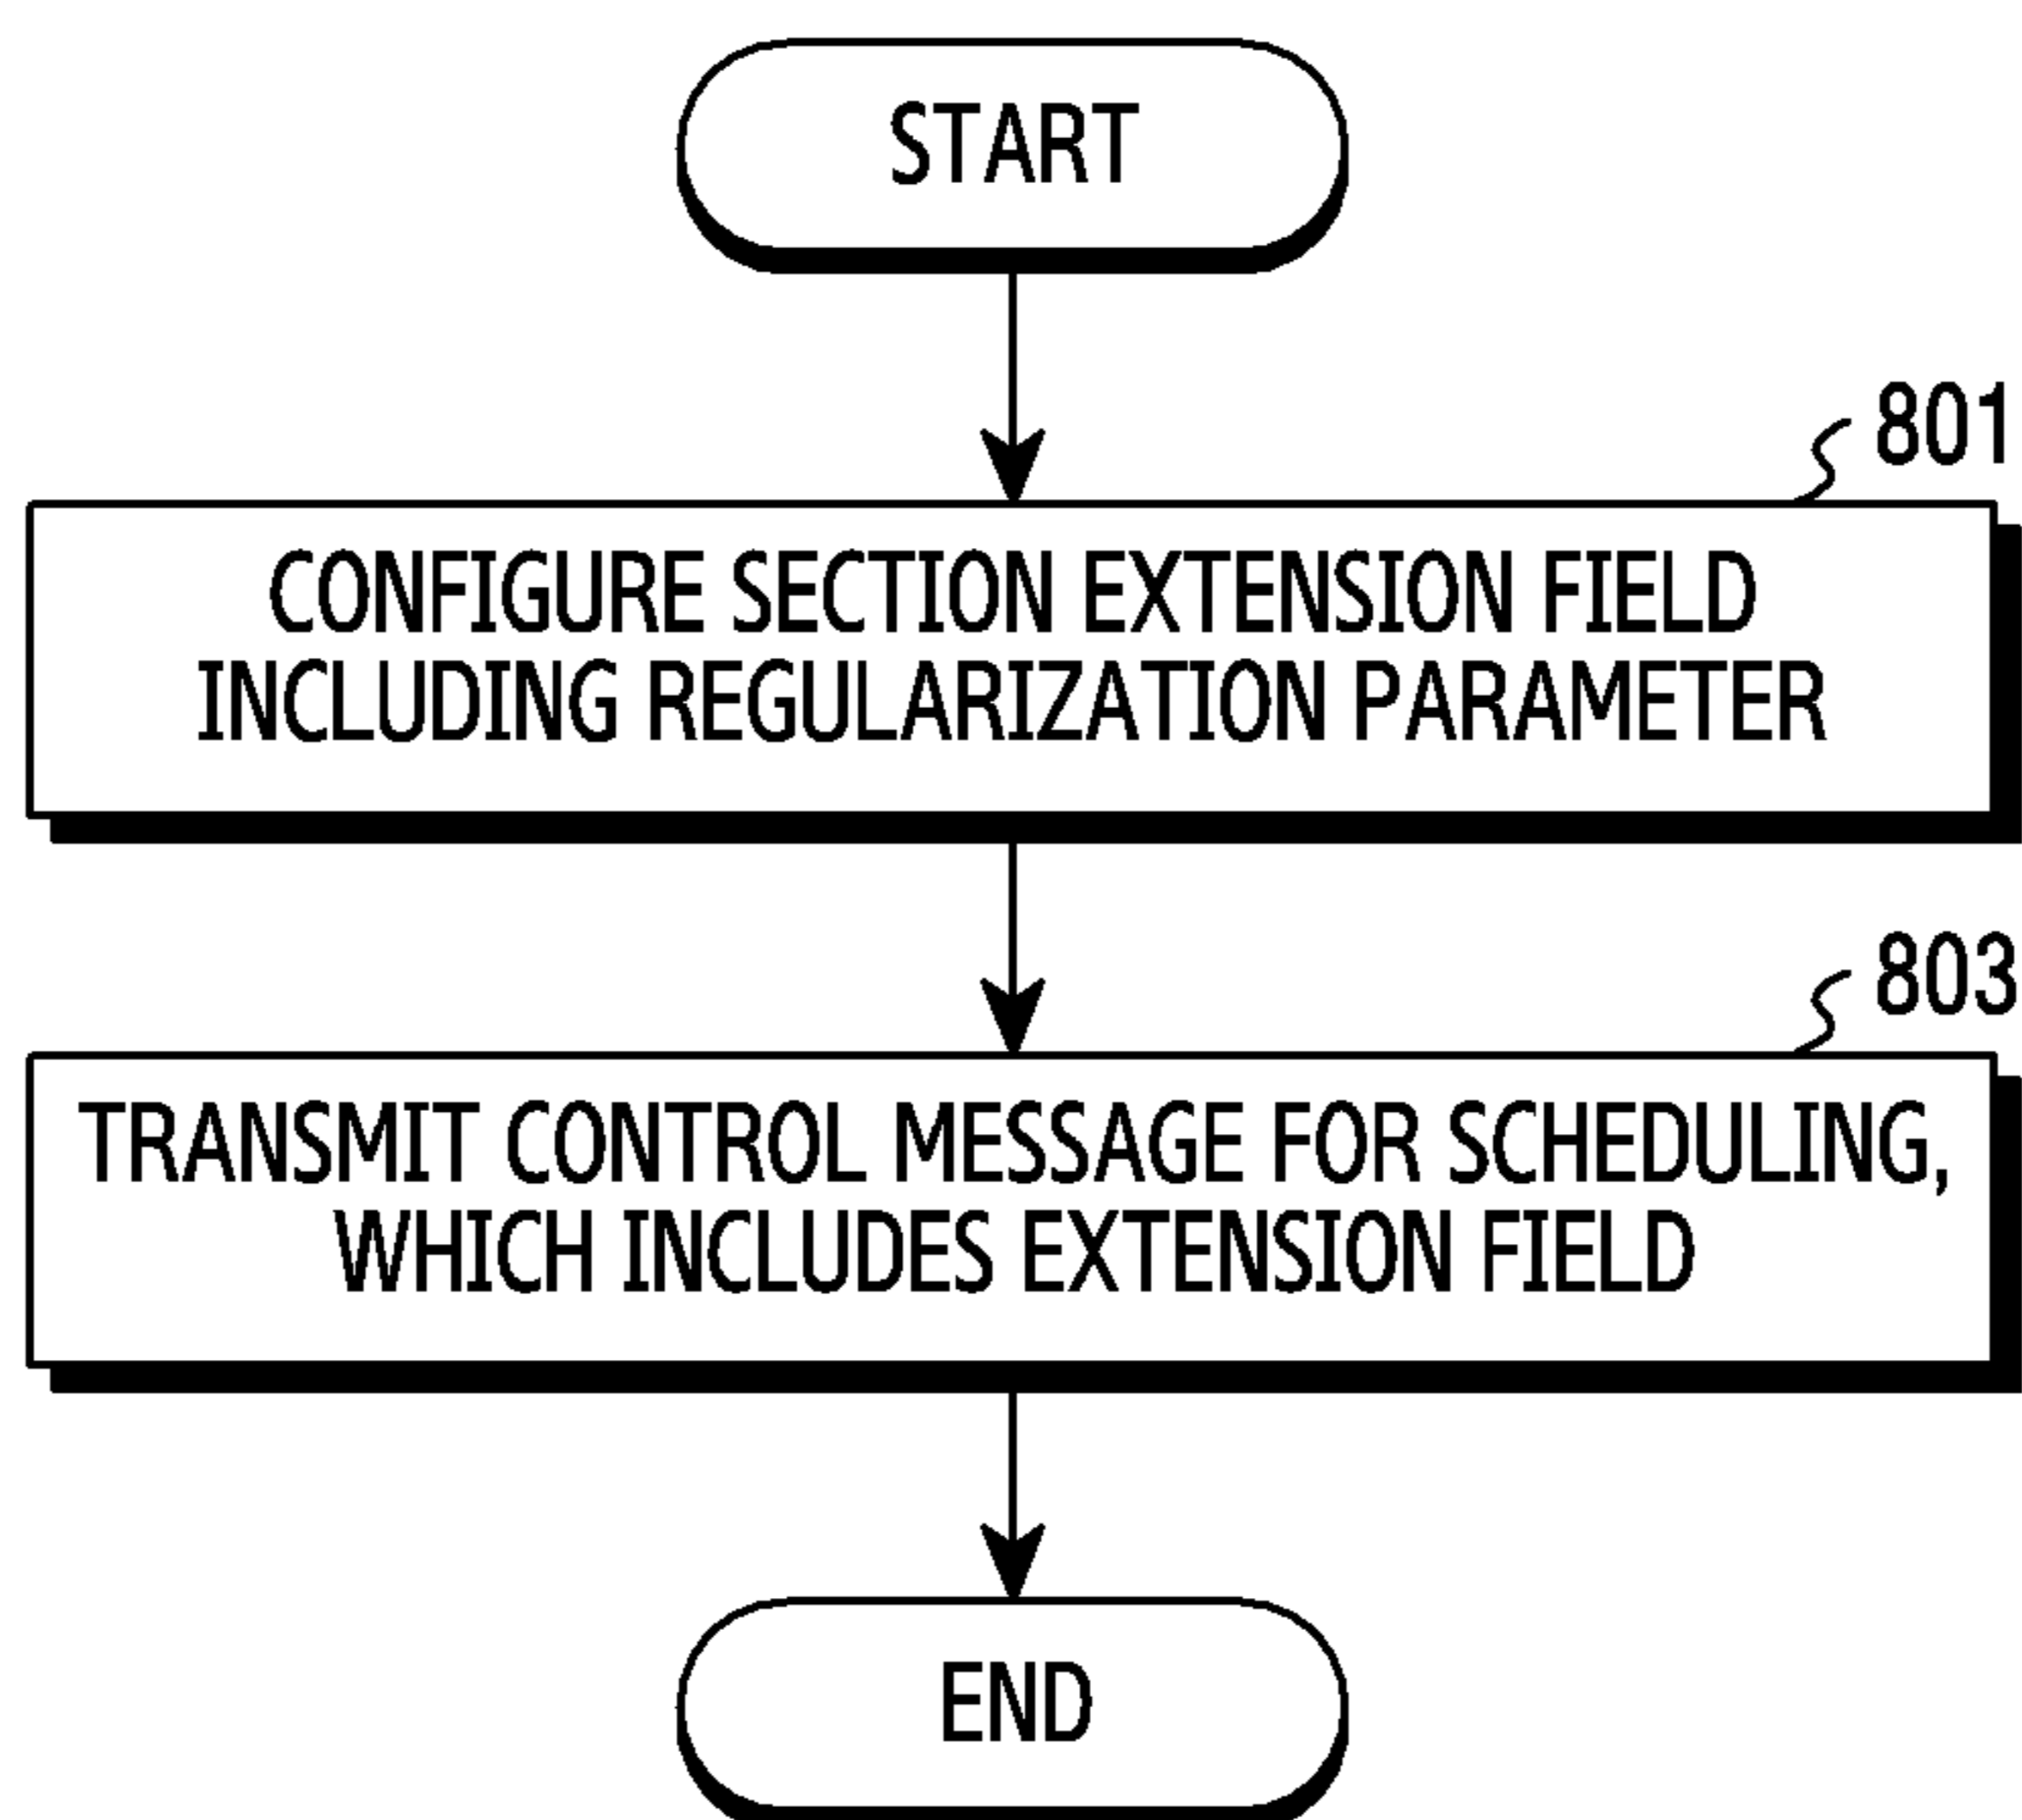 START
801
CONFIGURE SECTION EXTENSION FIELD
INCLUDING REGULARIZATION PARAMETER
803
TRANSMIT CONTROL MESSAGE FOR SCHEDULING,
WHICH INCLUDES EXTENSION FIELD
END